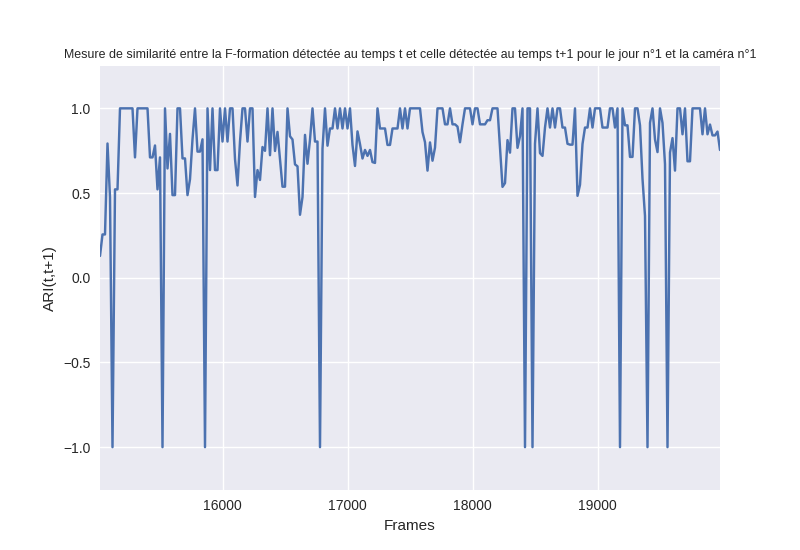 Mesure de similarité entre la F-formation détectée au temps t et celle détectée au temps t+1 pour le jour n°1 et la caméra n°1
1.0
0.5
0.0
−0.5
−1.0
ARI(t,t+1)
16000 17000 18000 19000
Frames